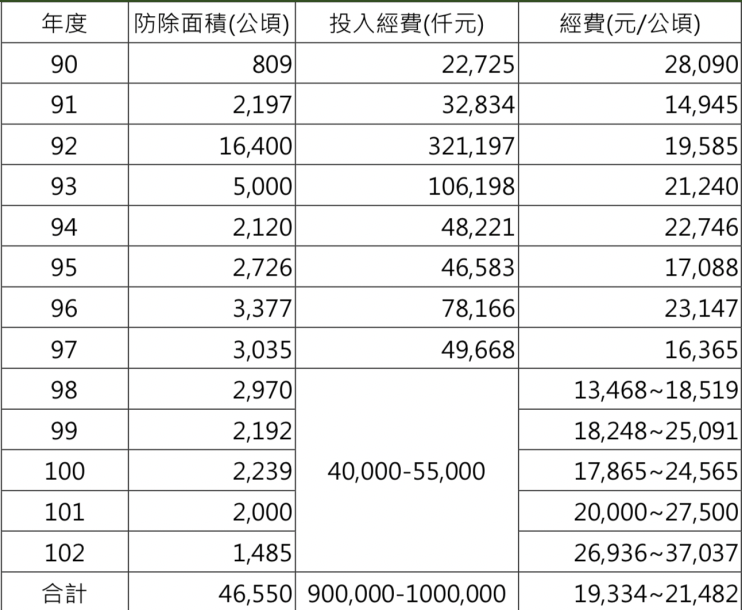 年度 防除面積(公頃) 投入經費(仟元) 經費(元/公頃)
90 809 22,725 28,090
91 2,197 32,834 14,945
92 16,400 321,197 19,585
93 5,000 106,198 21,240
94 2,120 48,221 22,746
95 2,726 46,583 17,088
96 3,377 78,166 23,147
97 3,035 49,668 16,365
98 2,970 13,468~18,519
99 2,192 18,248~25,091
100 2,239 40,000-55,000 17,865~24,565
101 2,000 20,000~27,500
102 1,485 26,936~37,037
合計 46,550 900,000-1000,000 19,334~21,482